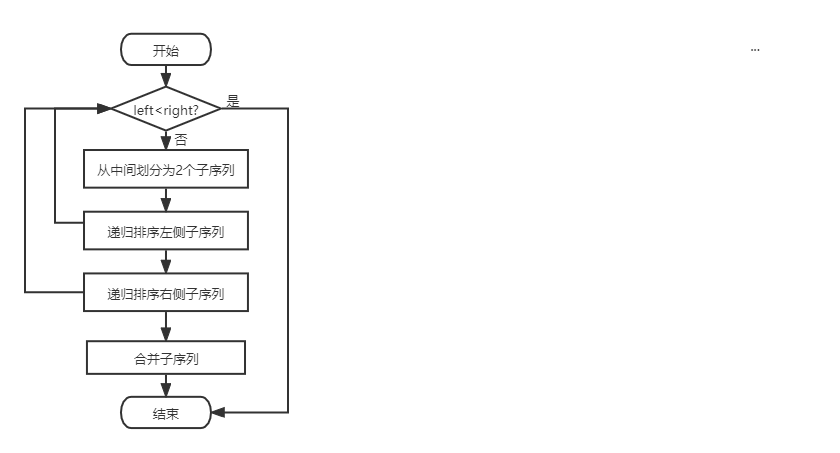 开始
...
left<right?
是
否
从中间划分为2个子序列
递归排序左侧子序列
递归排序右侧子序列
合并子序列
结束